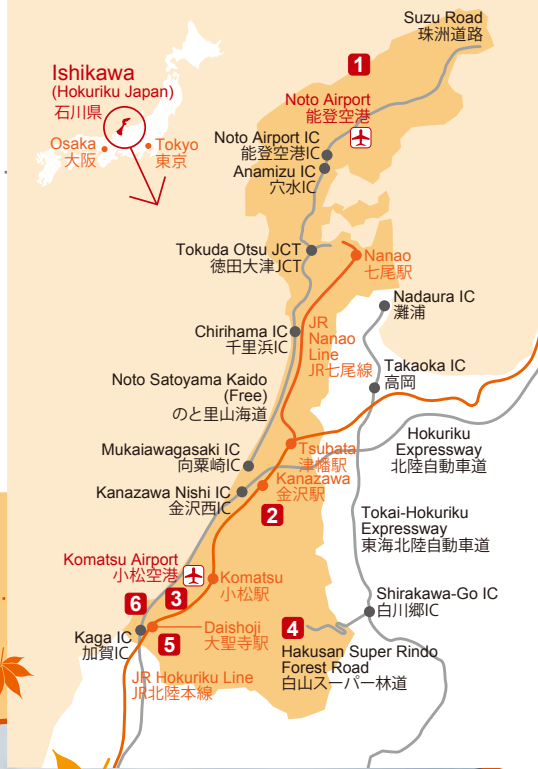 Suzu Road
珠洲道路
1
Ishikawa
(Hokuriku Japan)
石川県
Osaka
大阪
Tokyo
東京
Noto Airport
能登空港
Noto Airport IC
能登空港IC
Anamizu IC
穴水IC
Tokuda Otsu JCT
徳田大津JCT
Nanao
七尾駅
Nadaura IC
灘浦
Chirihama IC
千里浜IC
JR
Nanao
Line
JR七尾線
Takaoka IC
高岡
Noto Satoyama Kaido
(Free)
のと里山海道
Mukaiawagasaki IC
向粟崎IC
Tsubata
津幡駅
Hokuriku
Expressway
北陸自動車道
Kanazawa Nishi IC
金沢西IC
Kanazawa
金沢駅
2
Tokai-Hokuriku
Expressway
東海北陸自動車道
Komatsu Airport
小松空港
Komatsu
小松駅
3
6
Shirakawa-Go IC
白川郷IC
Kaga IC
加賀IC
5
Daishoji
大聖寺駅
4
Hakusan Super Rindo
Forest Road
白山スーパー林道
JR Hokuriku Line
JR北陸本線